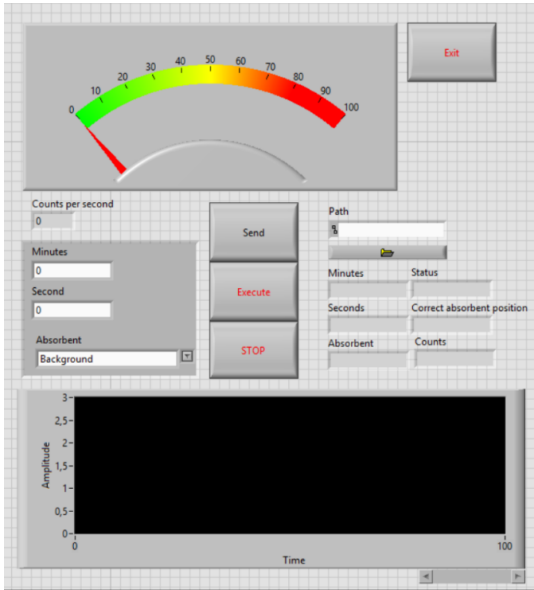 Exit
0 10 20 30 40 50 60 70 80 90 100
Counts per second
0
Minutes
0
Second
0
Absorbent
Background
Send
Execute
STOP
Path
Minutes Status
Seconds Correct absorbent position
Absorbent Counts
Amplitude
3
2,5
2
1,5
1
0,5
0
0 100
Time